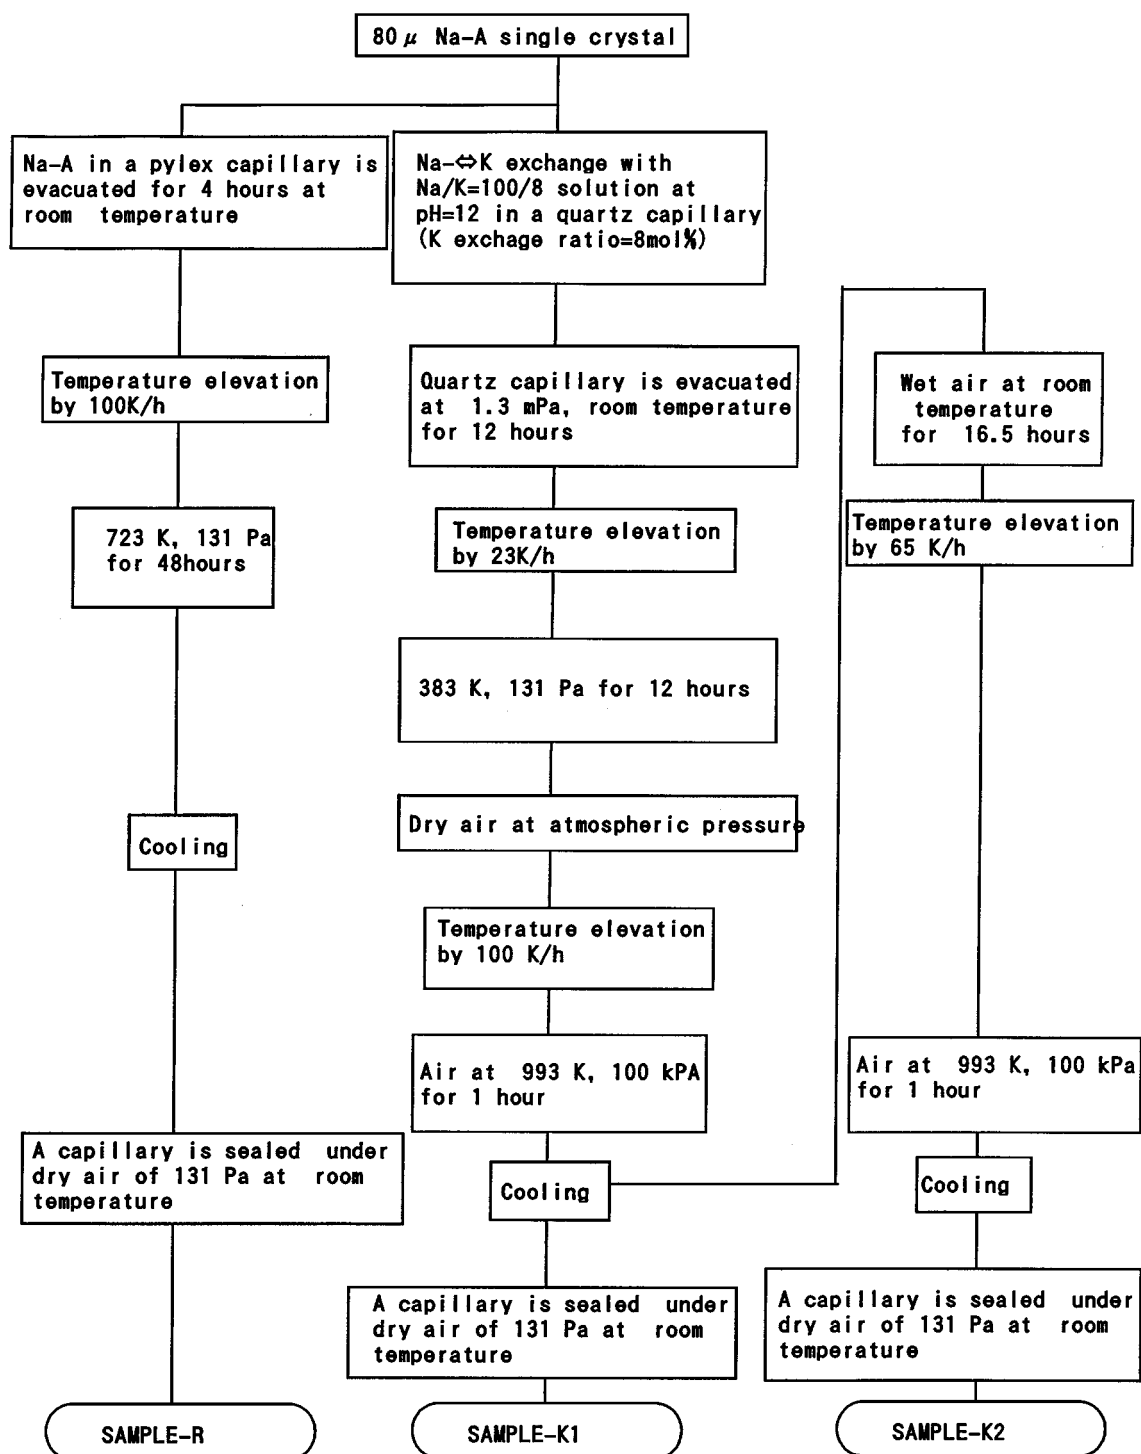 80μ Na-A single crystal
Na-A in a pylex capillary is
evacuated for 4 hours at
room temperature
Temperature elevation
by 100K/h
723 K, 131 Pa
for 48hours
Cooling
A capillary is sealed under
dry air of 131 Pa at room
temperature
SAMPLE-R
Na-⇔K exchange with
Na/K=100/8 solution at
pH=12 in a quartz capillary
(K exchage ratio=8mol%)
Quartz capillary is evacuated
at 1.3 mPa, room temperature
for 12 hours
Temperature elevation
by 23K/h
383 K, 131 Pa for 12 hours
Dry air at atmospheric pressure
Temperature elevation
by 100 K/h
Air at 993 K, 100 kPA
for 1 hour
Cooling
A capillary is sealed under
dry air of 131 Pa at room
temperature
SAMPLE-K1
Wet air at room
temperature
for 16.5 hours
Temperature elevation
by 65 K/h
Air at 993 K, 100 kPa
for 1 hour
Cooling
A capillary is sealed under
dry air of 131 Pa at room
temperature
SAMPLE-K2